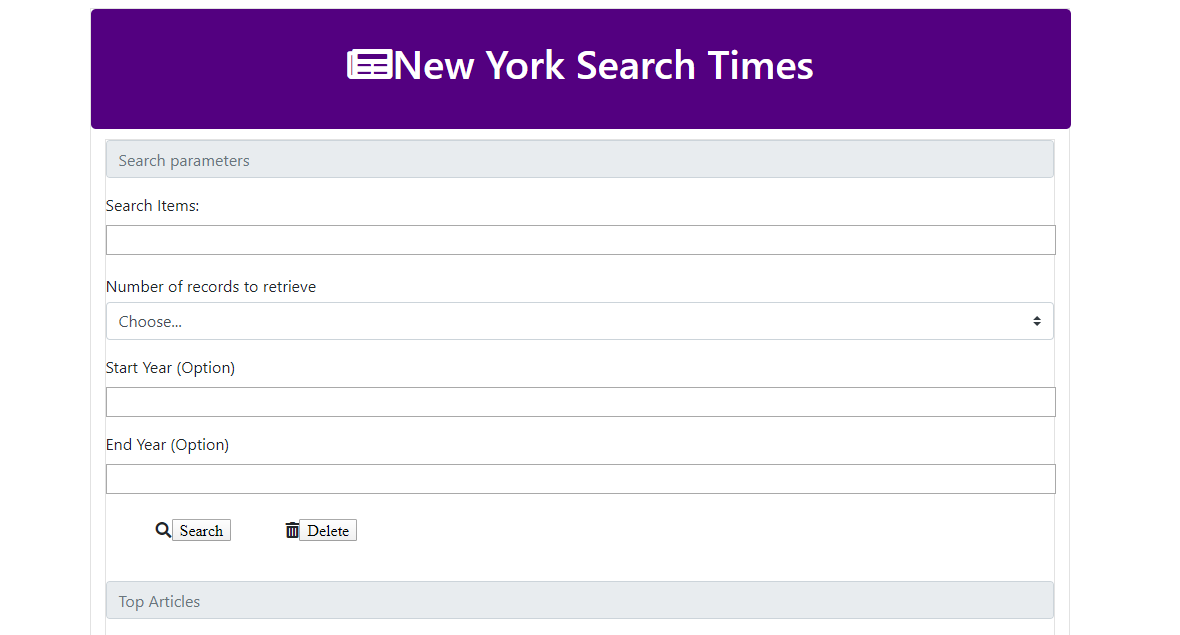 New York Search Times
Search parameters
Search Items:
Number of records to retrieve
Choose...
Start Year (Option)
End Year (Option)
Search Delete
Top Articles